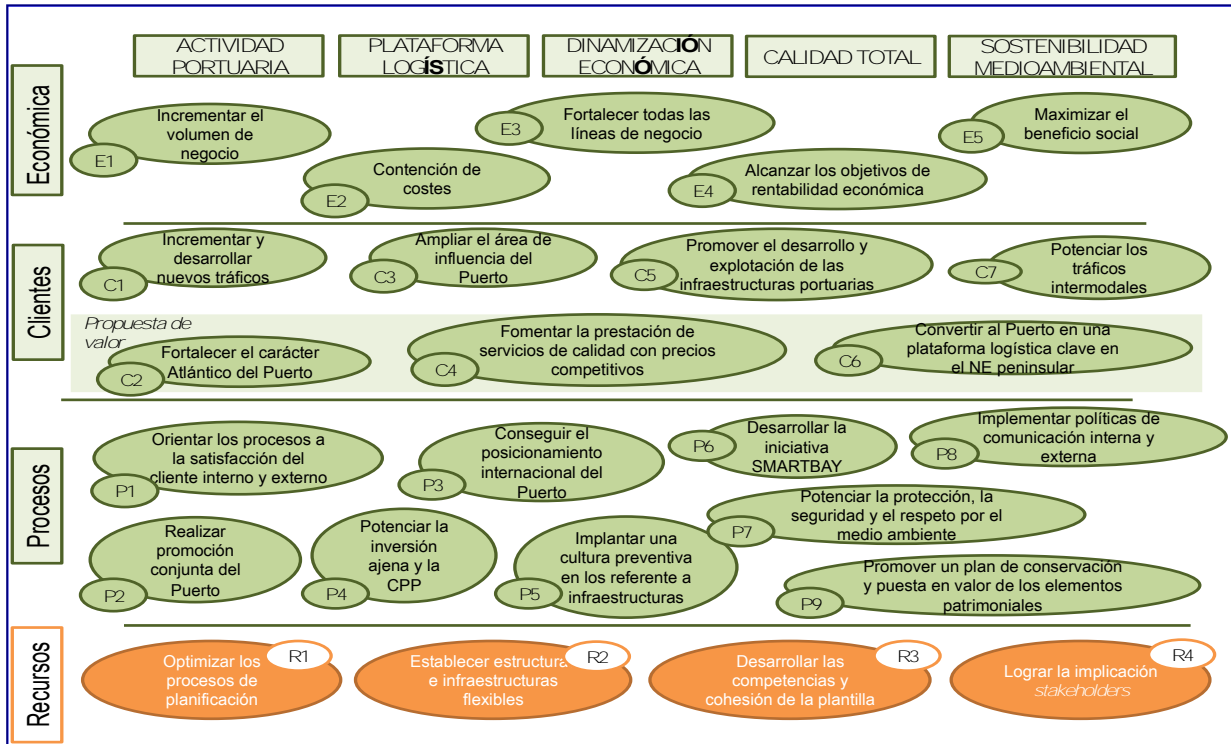 ACTIVIDAD
PORTUARIA
PLATAFORMA
LOGÍSTICA
DINAMIZACIÓN
ECONÓMICA
CALIDAD TOTAL
SOSTENIBILIDAD
MEDIOAMBIENTAL
Económica
Incrementar el
volumen de
negocio
E1
Contención de
costes
E2
Fortalecer todas las
líneas de negocio
E3
Alcanzar los objetivos de
rentabilidad económica
E4
Maximizar el
beneficio social
E5
Clientes
Incrementar y
desarrollar
nuevos tráficos
C1
Ampliar el área de
influencia del
Puerto
C3
Promover el desarrollo y
explotación de las
infraestructuras portuarias
C5
Potenciar los
tráficos
intermodales
C7
Propuesta de
valor
Fortalecer el carácter
Atlántico del Puerto
C2
Fomentar la prestación de
servicios de calidad con precios
competitivos
C4
Convertir al Puerto en una
plataforma logística clave en
el NE peninsular
C6
Procesos
Orientar los procesos a
la satisfacción del
cliente interno y externo
P1
Conseguir el
posicionamiento
internacional del
Puerto
P3
Desarrollar la
iniciativa
SMARTBAY
P6
Implementar políticas de
comunicación interna y
externa
P8
Realizar
promoción
conjunta del
Puerto
P2
Potenciar la
inversión
ajena y la
CPP
P4
Implantar una
cultura preventiva
en los referente a
infraestructuras
P5
Potenciar la protección, la
seguridad y el respeto por el
medio ambiente
P7
Promover un plan de conservación
y puesta en valor de los elementos
patrimoniales
P9
Recursos
R1
Optimizar los
procesos de
planificación
R2
Establecer estructura
e infraestructuras
flexibles
R3
Desarrollar las
competencias y
cohesión de la plantilla
R4
Lograr la implicación
stakeholders